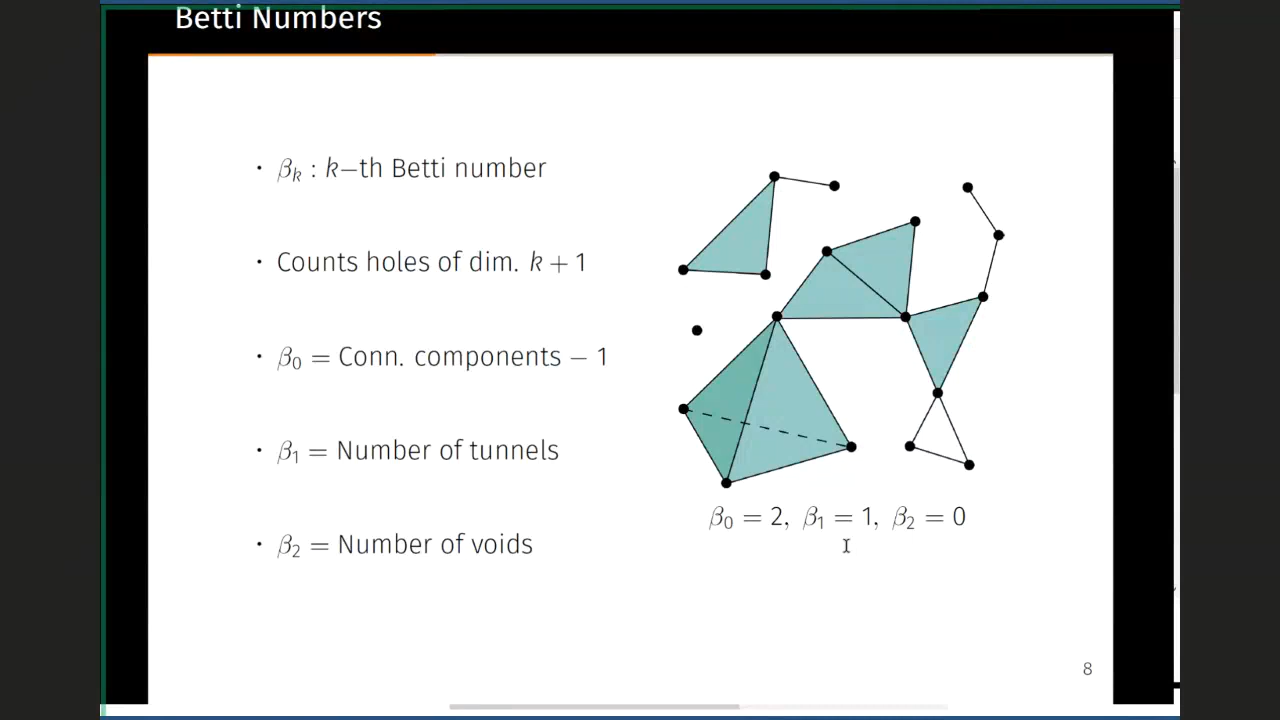 Betti Numbers
· βₖ : k−th Betti number
· Counts holes of dim. k + 1
· β₀ = Conn. components − 1
· β₁ = Number of tunnels
· β₂ = Number of voids
β₀ = 2, β₁ = 1, β₂ = 0
8